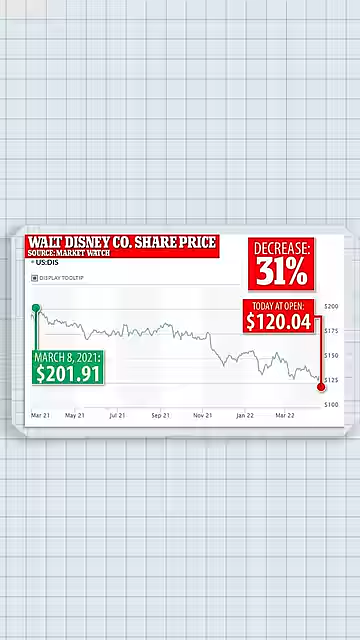 WALT DISNEY CO. SHARE PRICE
SOURCE: MARKET WATCH
US:DIS
DISPLAY TOOLTIP
DECREASE:
31%
TODAY AT OPEN:
$120.04
MARCH 8, 2021:
$201.91
$200
$175
$150
$125
$100
Mar 21 May 21 Jul 21 Sep 21 Nov 21 Jan 22 Mar 22